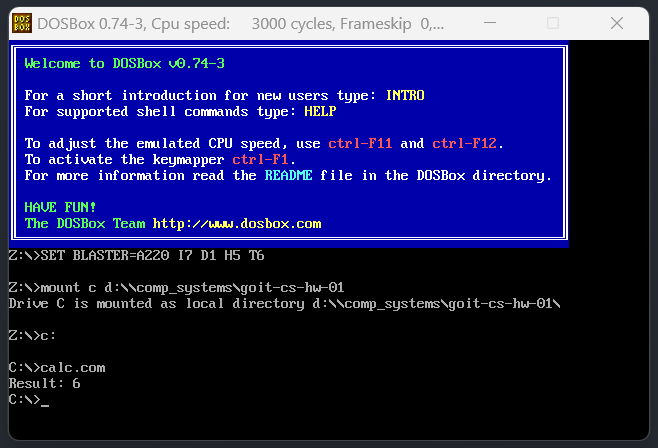 DOS BOX DOSBox 0.74-3, Cpu speed: 3000 cycles, Frameskip 0,...
Welcome to DOSBox v0.74-3
For a short introduction for new users type: INTRO
For supported shell commands type: HELP
To adjust the emulated CPU speed, use ctrl-F11 and ctrl-F12.
To activate the keymapper ctrl-F1.
For more information read the README file in the DOSBox directory.
HAVE FUN!
The DOSBox Team http://www.dosbox.com
Z:\>SET BLASTER=A220 I7 D1 H5 T6
Z:\>mount c d:\\comp_systems\goit-cs-hw-01
Drive C is mounted as local directory d:\\comp_systems\goit-cs-hw-01\
Z:\>c:
C:\>calc.com
Result: 6
C:\>_